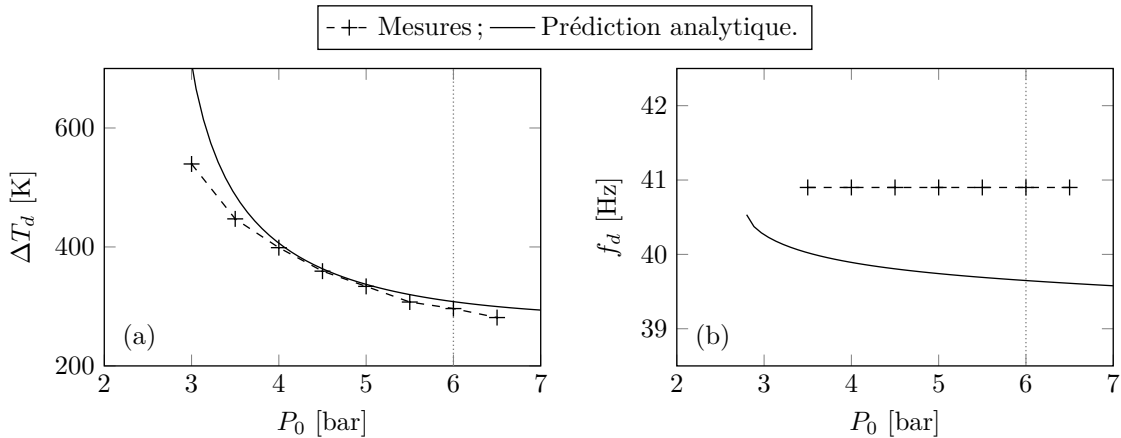 Mesures ; Prédiction analytique.
600
400
200
ΔT_d [K]
(a)
2 3 4 5 6 7
P_0 [bar]
42
41
40
39
f_d [Hz]
(b)
2 3 4 5 6 7
P_0 [bar]